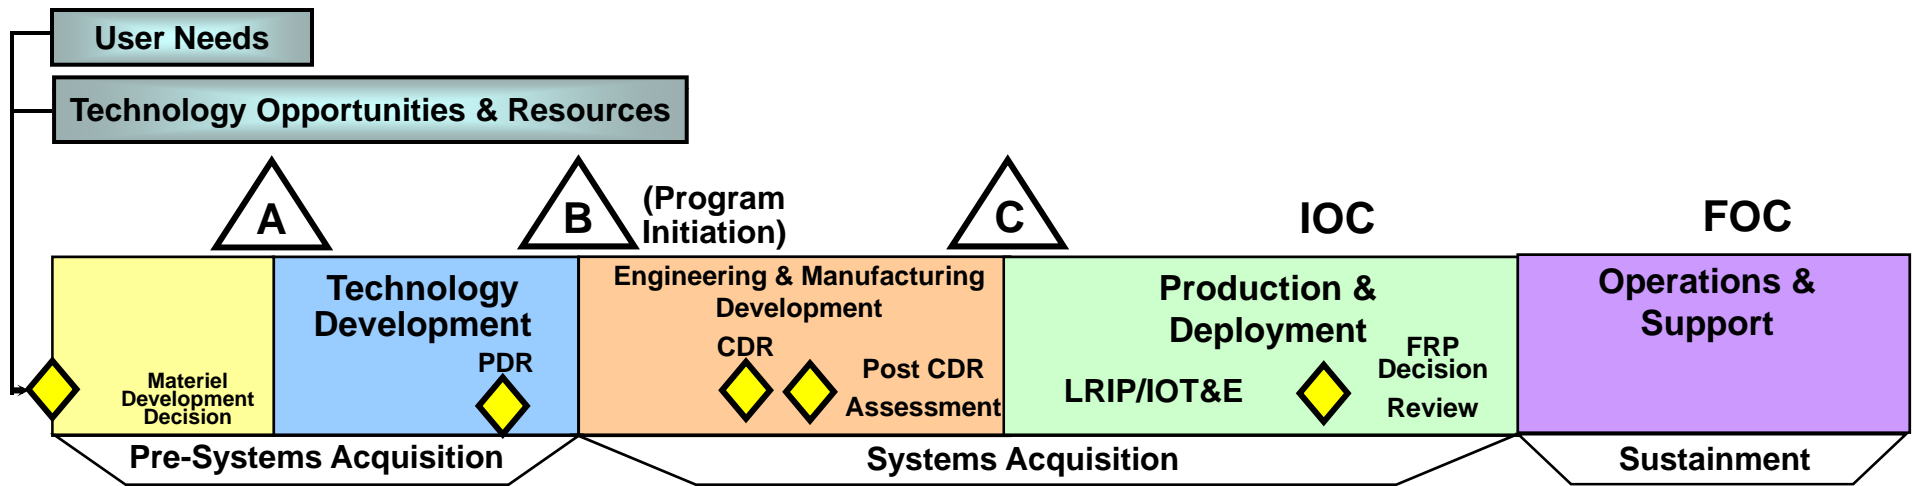 User Needs
Technology Opportunities & Resources
A
B
(Program
Initiation)
C
IOC
FOC
Materiel
Development
Decision
Technology
Development
PDR
Engineering & Manufacturing
Development
CDR
Post CDR
Assessment
Production &
Deployment
LRIP/IOT&E
FRP
Decision
Review
Operations &
Support
Pre-Systems Acquisition
Systems Acquisition
Sustainment